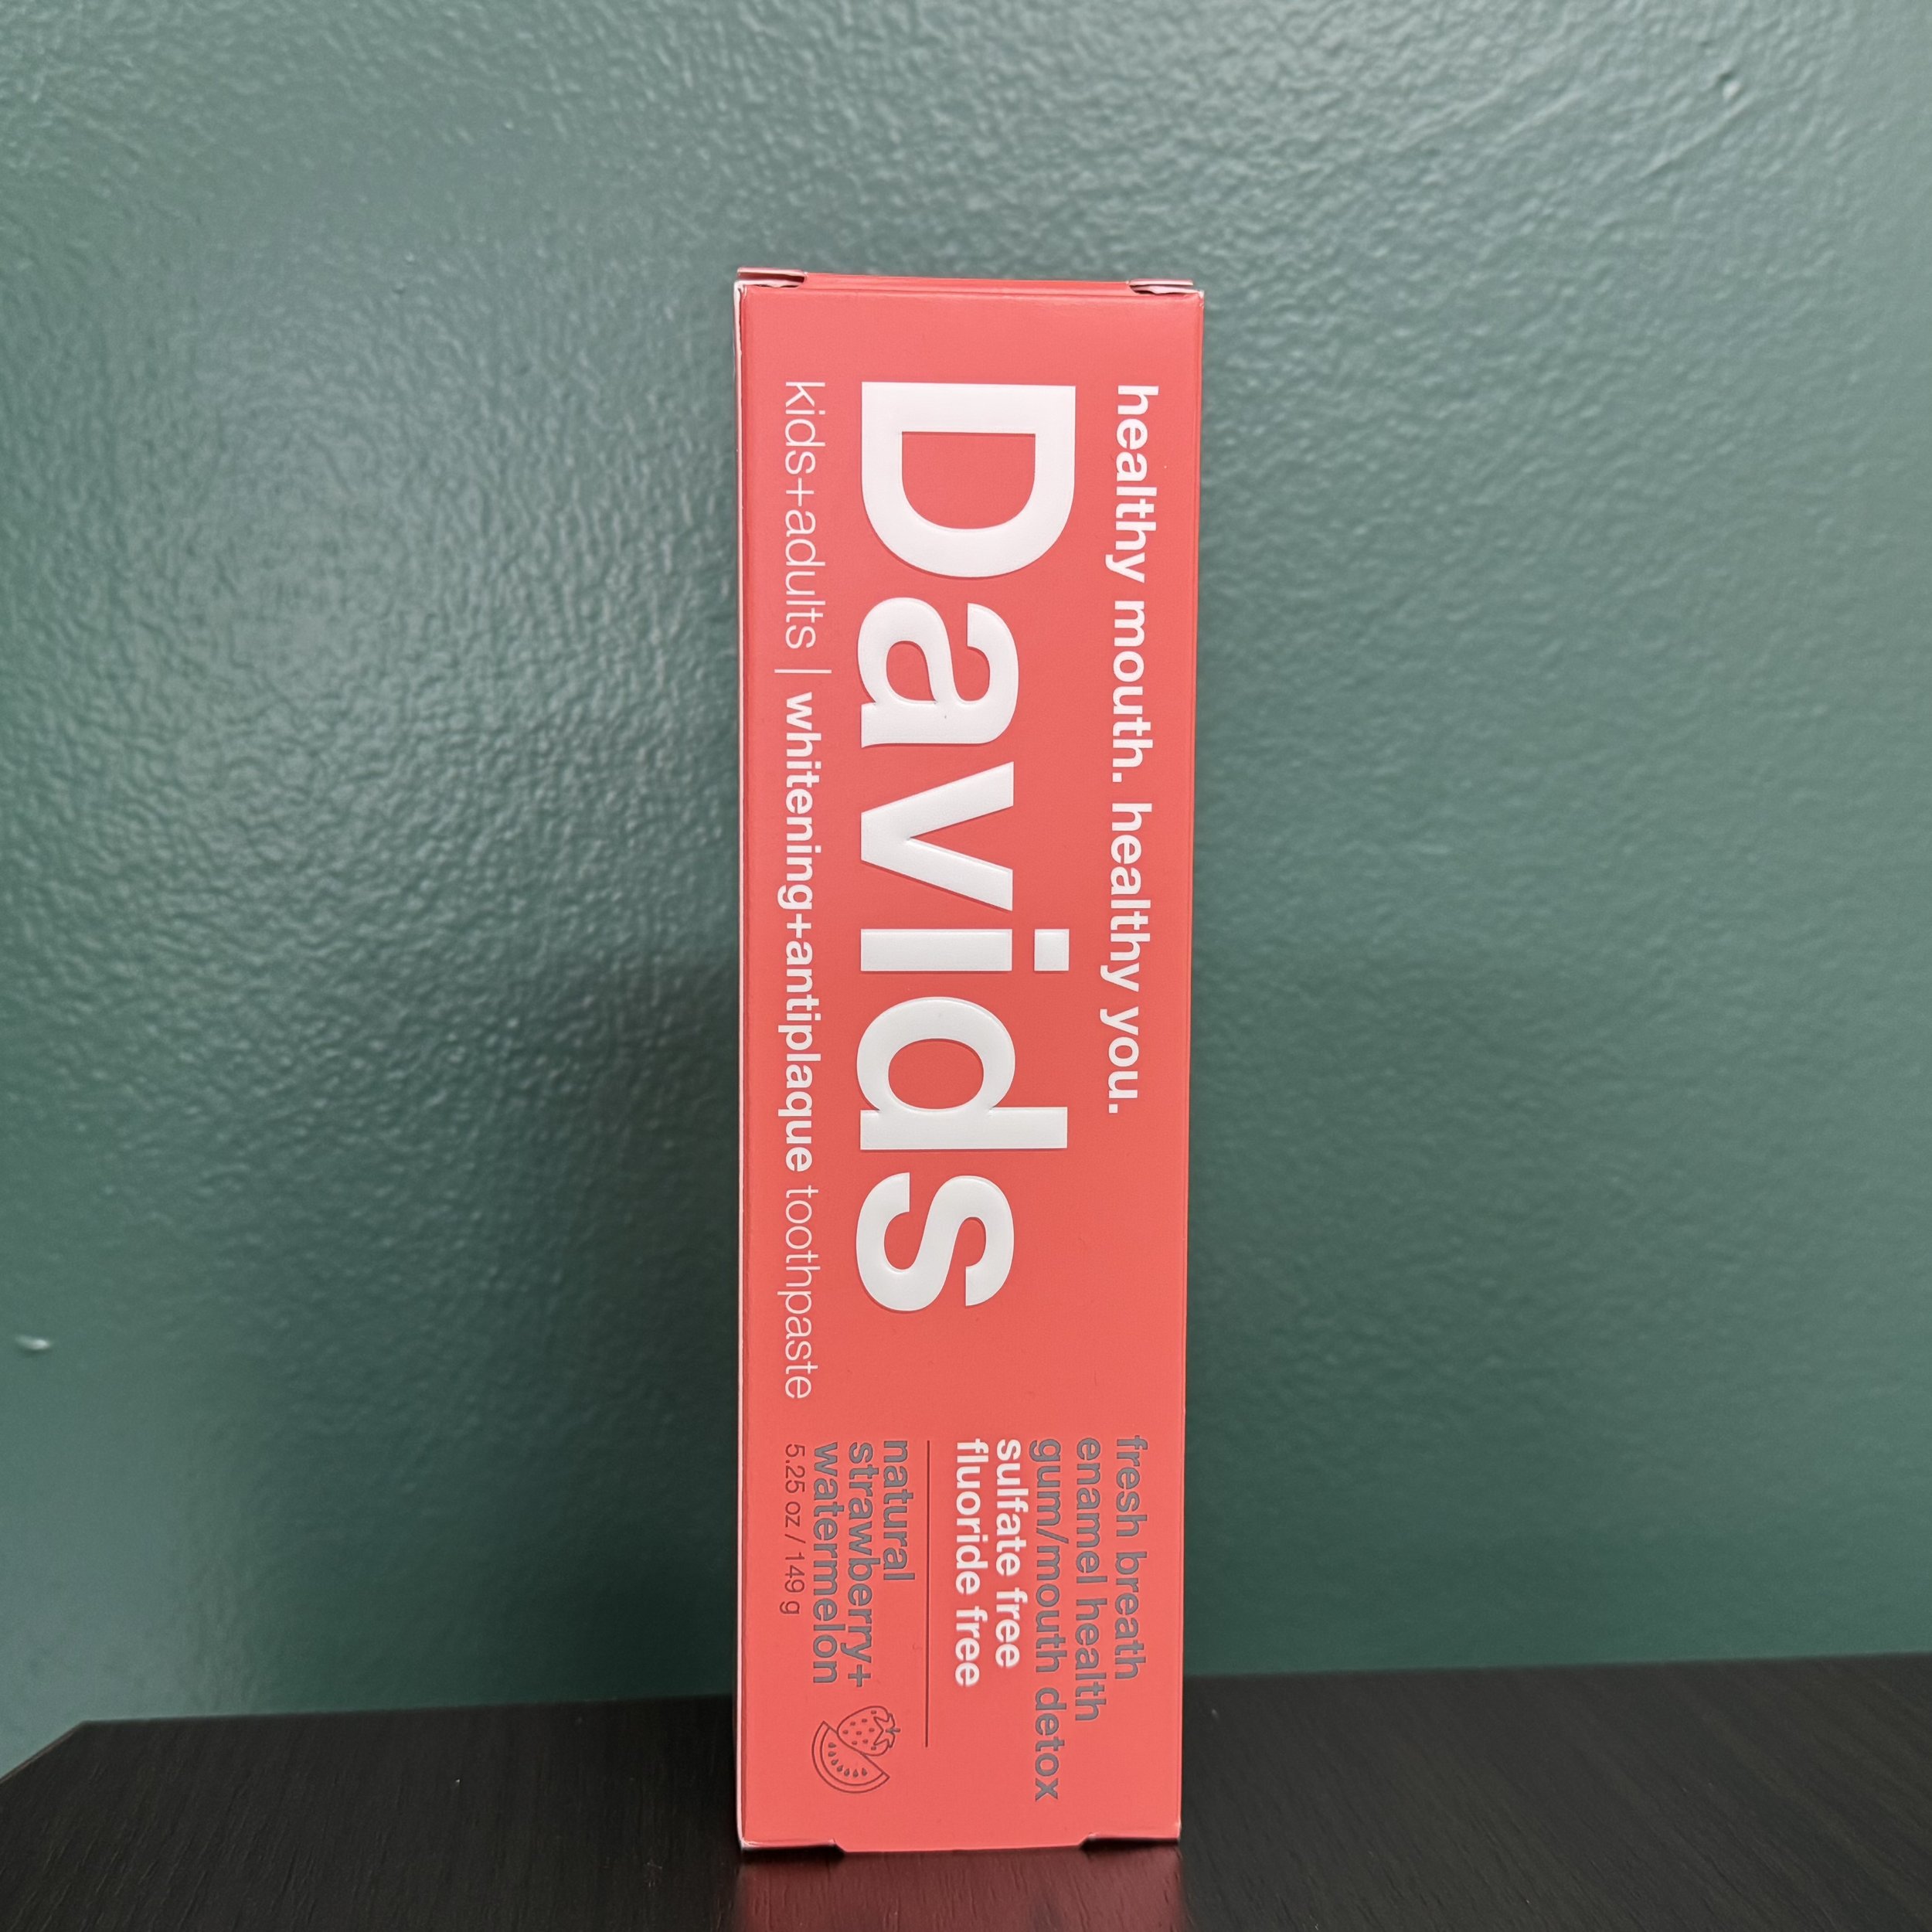 healthy mouth. healthy you.
Davids
kids+adults | whitening+antiplaque toothpaste
fresh breath
enamel health
gum/mouth detox
sulfate free
fluoride free
natural
strawberry+
watermelon
5.25 oz / 149 g